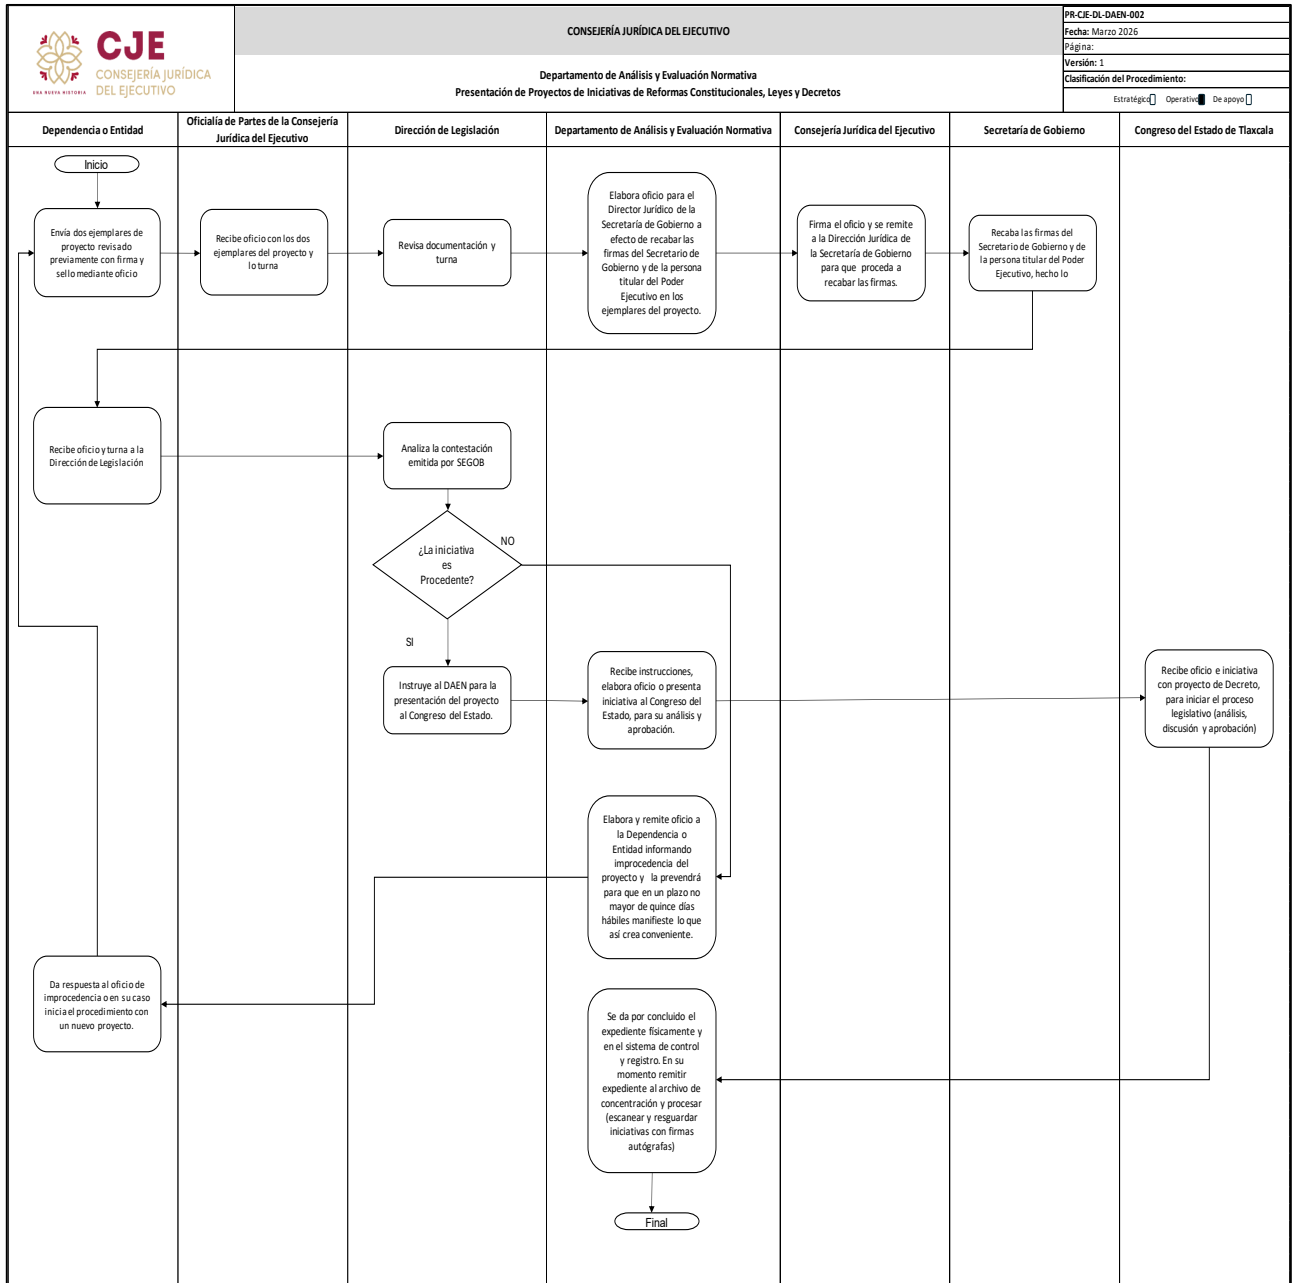 CJE
CONSEJERÍA JURÍDICA
DEL EJECUTIVO
UNA NUEVA HISTORIA
CONSEJERÍA JURÍDICA DEL EJECUTIVO
Departamento de Análisis y Evaluación Normativa
Presentación de Proyectos de Iniciativas de Reformas Constitucionales, Leyes y Decretos
PR-CJE-DL-DAEN-002
Fecha: Marzo 2026
Página:
Versión: 1
Clasificación del Procedimiento:
Estratégico Operativo De apoyo
Dependencia o Entidad
Oficialía de Partes de la Consejería
Jurídica del Ejecutivo
Dirección de Legislación
Departamento de Análisis y Evaluación Normativa
Consejería Jurídica del Ejecutivo
Secretaría de Gobierno
Congreso del Estado de Tlaxcala
Inicio
Envía dos ejemplares de
proyecto revisado
previamente con firma y
sello mediante oficio
Recibe oficio con los dos
ejemplares del proyecto y
lo turna
Revisa documentación y
turna
Elabora oficio para el
Director Jurídico de la
Secretaría de Gobierno a
efecto de recabar las
firmas del Secretario de
Gobierno y de la persona
titular del Poder
Ejecutivo en los
ejemplares del proyecto.
Firma el oficio y se remite
a la Dirección Jurídica de
la Secretaría de Gobierno
para que proceda a
recabar las firmas.
Recaba las firmas del
Secretario de Gobierno y de
la persona titular del Poder
Ejecutivo, hecho lo
Recibe oficio y turna a la
Dirección de Legislación
Analiza la contestación
emitida por SEGOB
¿La iniciativa
es
Procedente?
NO
SI
Instruye al DAEN para la
presentación del proyecto
al Congreso del Estado.
Recibe instrucciones,
elabora oficio o presenta
iniciativa al Congreso del
Estado, para su análisis y
aprobación.
Recibe oficio e iniciativa
con proyecto de Decreto,
para iniciar el proceso
legislativo (análisis,
discusión y aprobación)
Elabora y remite oficio a
la Dependencia o
Entidad informando
improcedencia del
proyecto y la prevendrá
para que en un plazo no
mayor de quince días
hábiles manifieste lo que
así crea conveniente.
Da respuesta al oficio de
improcedencia o en su caso
inicia el procedimiento con
un nuevo proyecto.
Se da por concluido el
expediente físicamente y
en el sistema de control
y registro. En su
momento remitir
expediente al archivo de
concentración y procesar
(escanear y resguardar
iniciativas con firmas
autógrafas)
Final